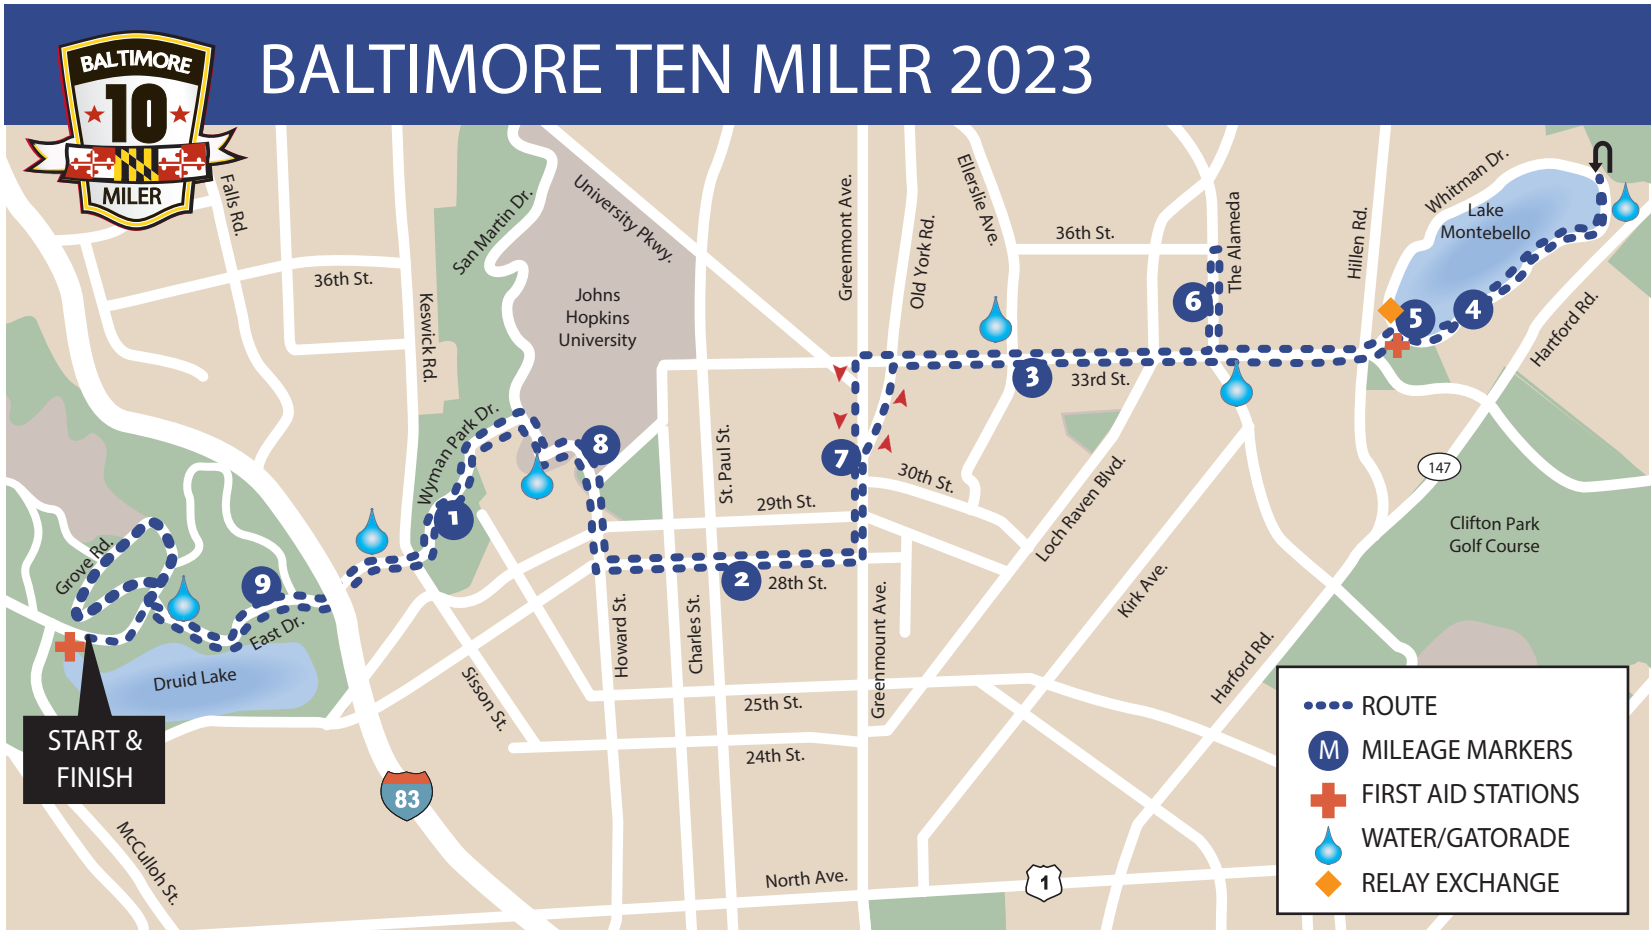 BALTIMORE TEN MILER 2023
BALTIMORE
10
MILER
Falls Rd.
36th St.
Keswick Rd.
San Martin Dr.
University Pkwy.
Johns
Hopkins
University
Greenmont Ave.
Old York Rd.
Ellerslie Ave.
36th St.
The Alameda
Hillen Rd.
Whitman Dr.
Lake
Montebello
Hartford Rd.
6
5
4
3
33rd St.
Wyman Park Dr.
8
7
St. Paul St.
30th St.
29th St.
Loch Raven Blvd.
147
Clifton Park
Golf Course
1
2
28th St.
Kirk Ave.
Grove Rd.
9
East Dr.
Druid Lake
Howard St.
Charles St.
Greenmount Ave.
Harford Rd.
Sisson St.
25th St.
24th St.
START &
FINISH
83
McCulloh St.
North Ave.
1
ROUTE
M MILEAGE MARKERS
FIRST AID STATIONS
WATER/GATORADE
RELAY EXCHANGE